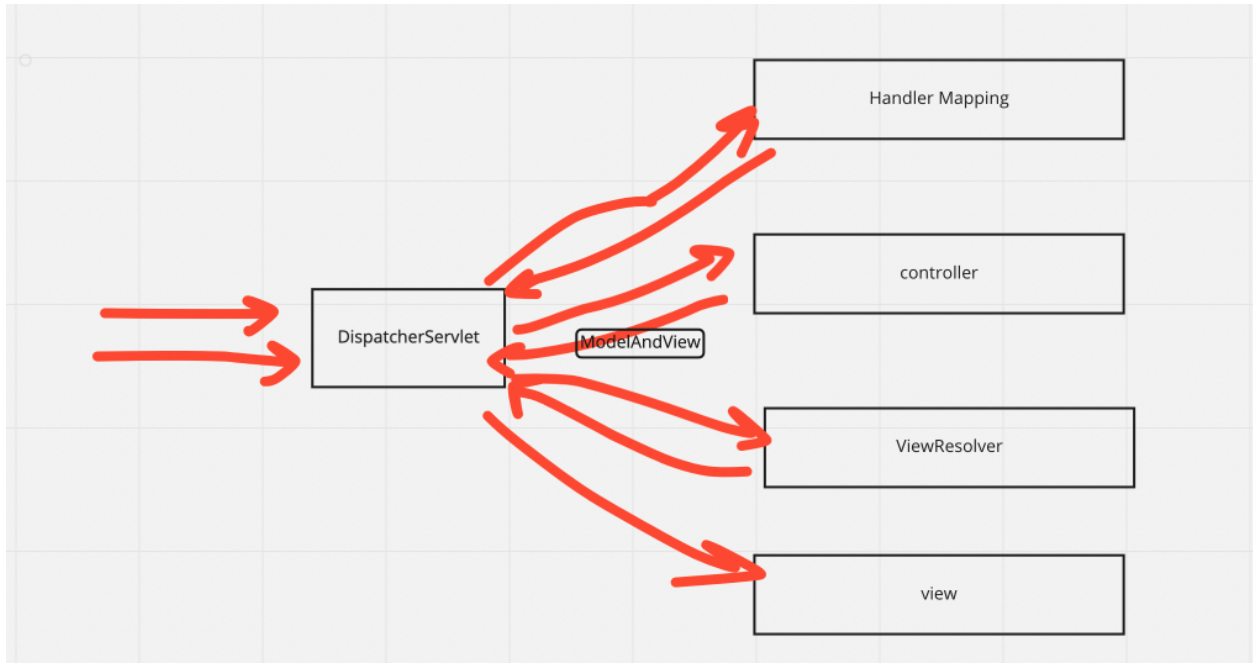 Handler Mapping
controller
DispatcherServlet
ModelAndView
ViewResolver
view